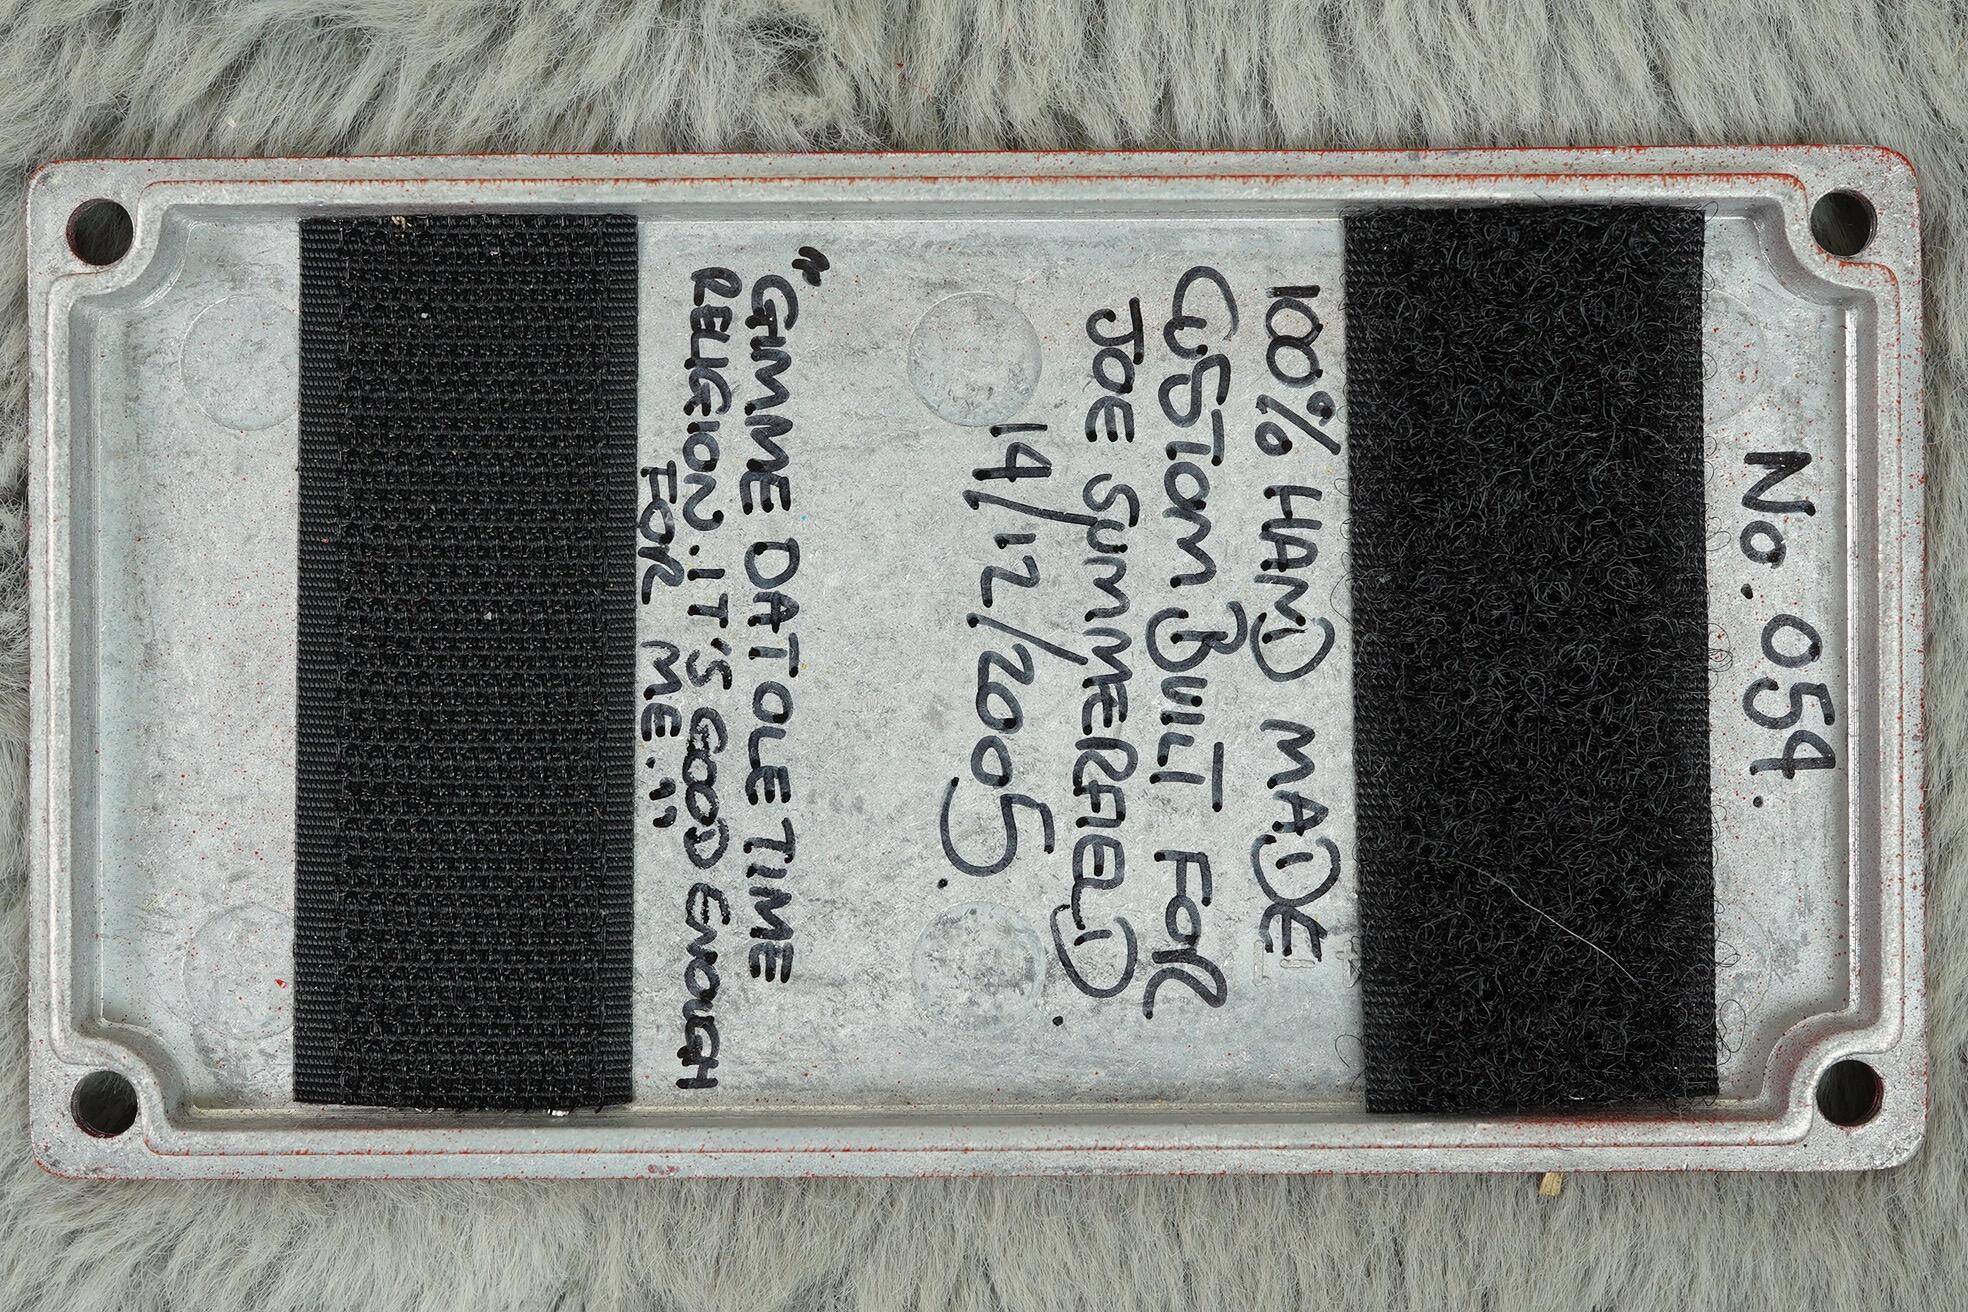 No. 054.
100% HAND MADE
CUSTOM BUILT FOR
JOE SUMMERFIELD.
14/12/2005.
"GIMME DAT OLE TIME
RELIGION. IT'S GOOD ENOUGH
FOR ME."